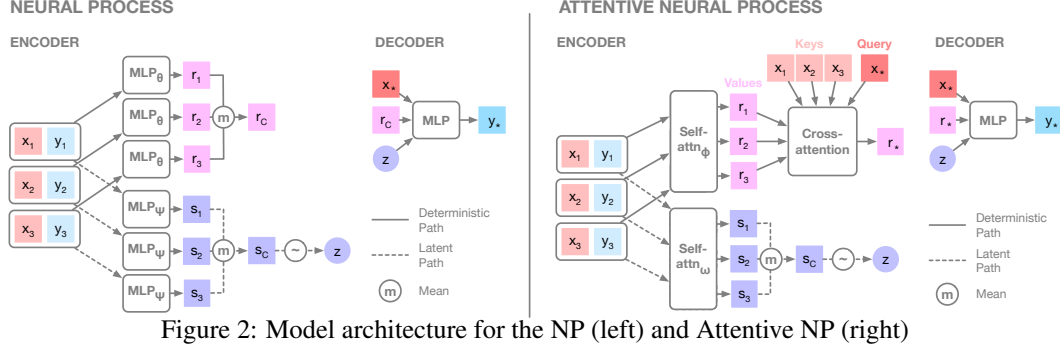 NEURAL PROCESS
ENCODER
DECODER
MLPθ
r1
MLPθ
r2
m
rC
MLPθ
r3
x1 y1
x2 y2
x3 y3
MLPΨ
s1
MLPΨ
s2
m
sC
~
z
MLPΨ
s3
x⋆
rC
MLP
y⋆
z
Deterministic
Path
Latent
Path
m Mean
ATTENTIVE NEURAL PROCESS
ENCODER
DECODER
Keys
Query
x1 x2 x3 x⋆
Values
r1
r2
r3
Self-
attnϕ
Cross-
attention
r⋆
x1 y1
x2 y2
x3 y3
Self-
attnω
s1
s2
s3
m
sC
~
z
x⋆
r⋆
MLP
y⋆
z
Deterministic
Path
Latent
Path
m Mean
Figure 2: Model architecture for the NP (left) and Attentive NP (right)